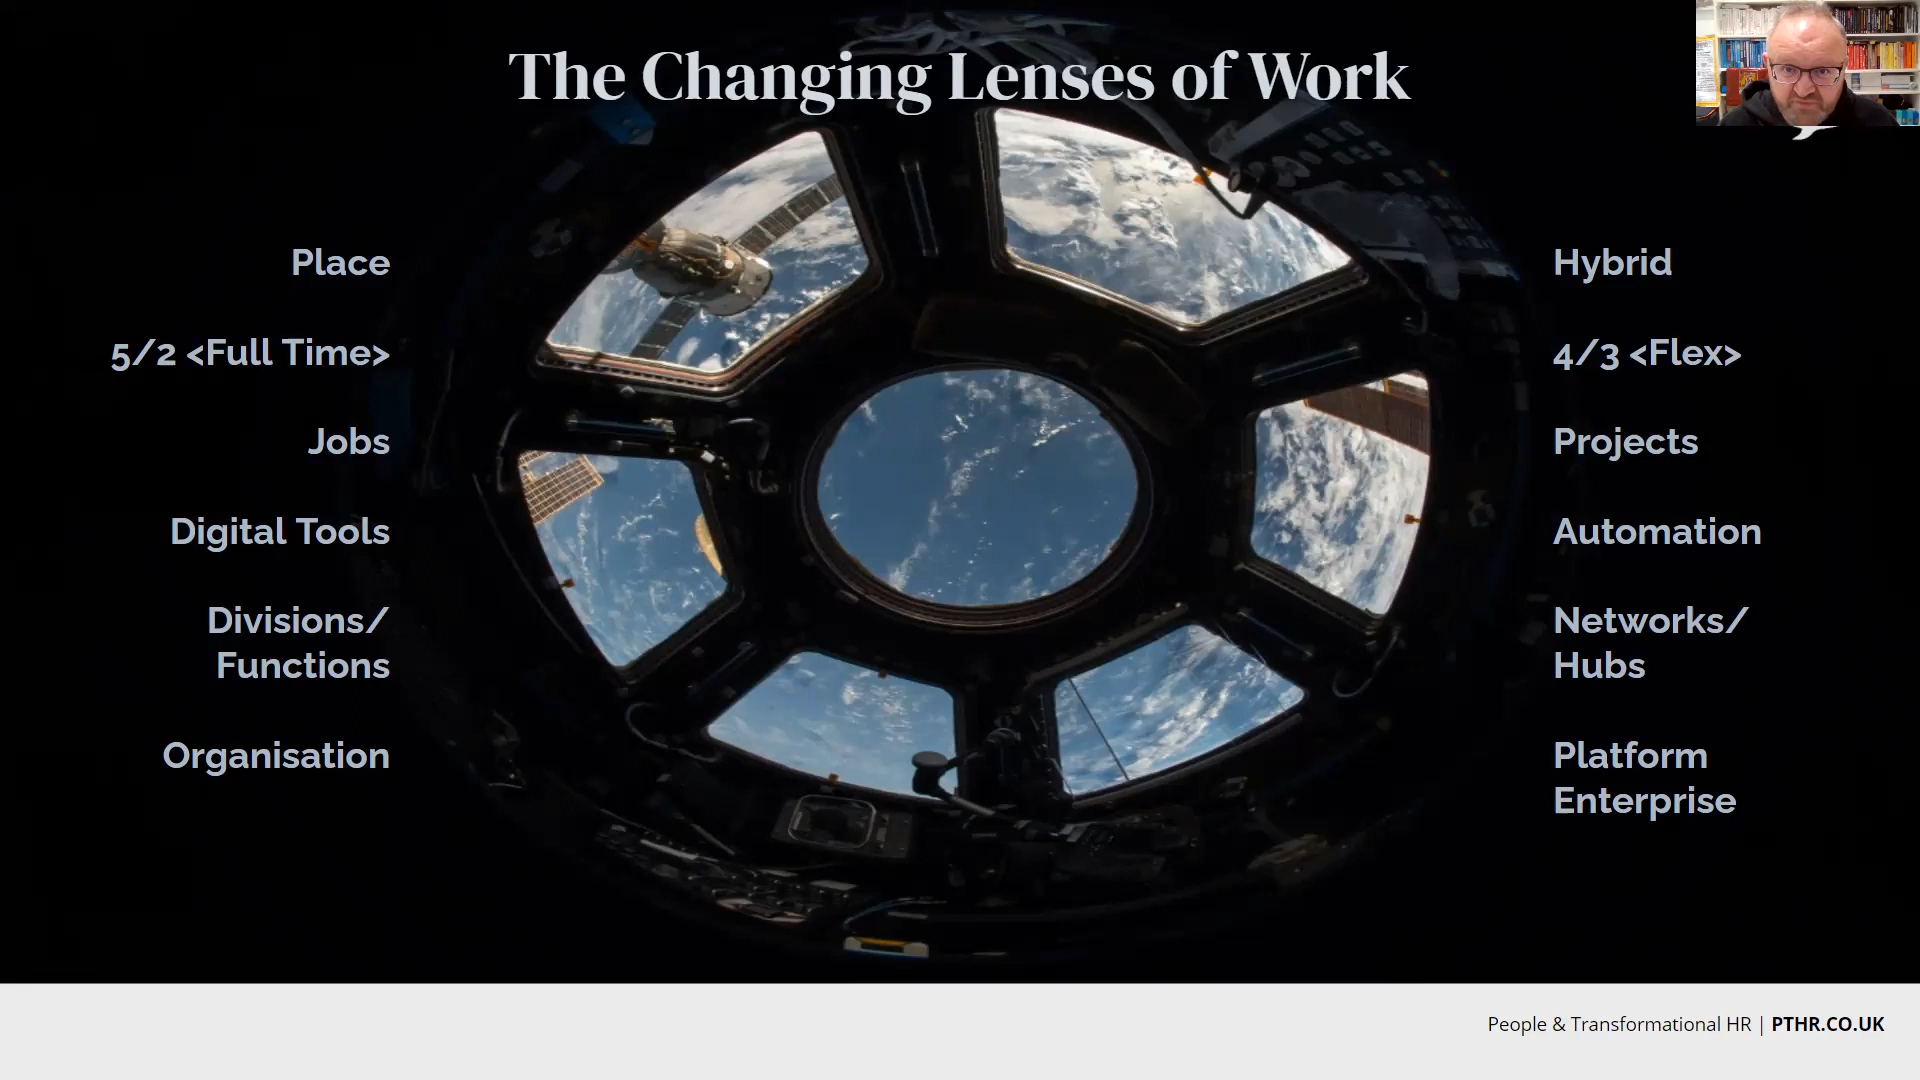 The Changing Lenses of Work
Place
5/2 <Full Time>
Jobs
Digital Tools
Divisions/
Functions
Organisation
Hybrid
4/3 <Flex>
Projects
Automation
Networks/
Hubs
Platform
Enterprise
People & Transformational HR | PTHR.CO.UK